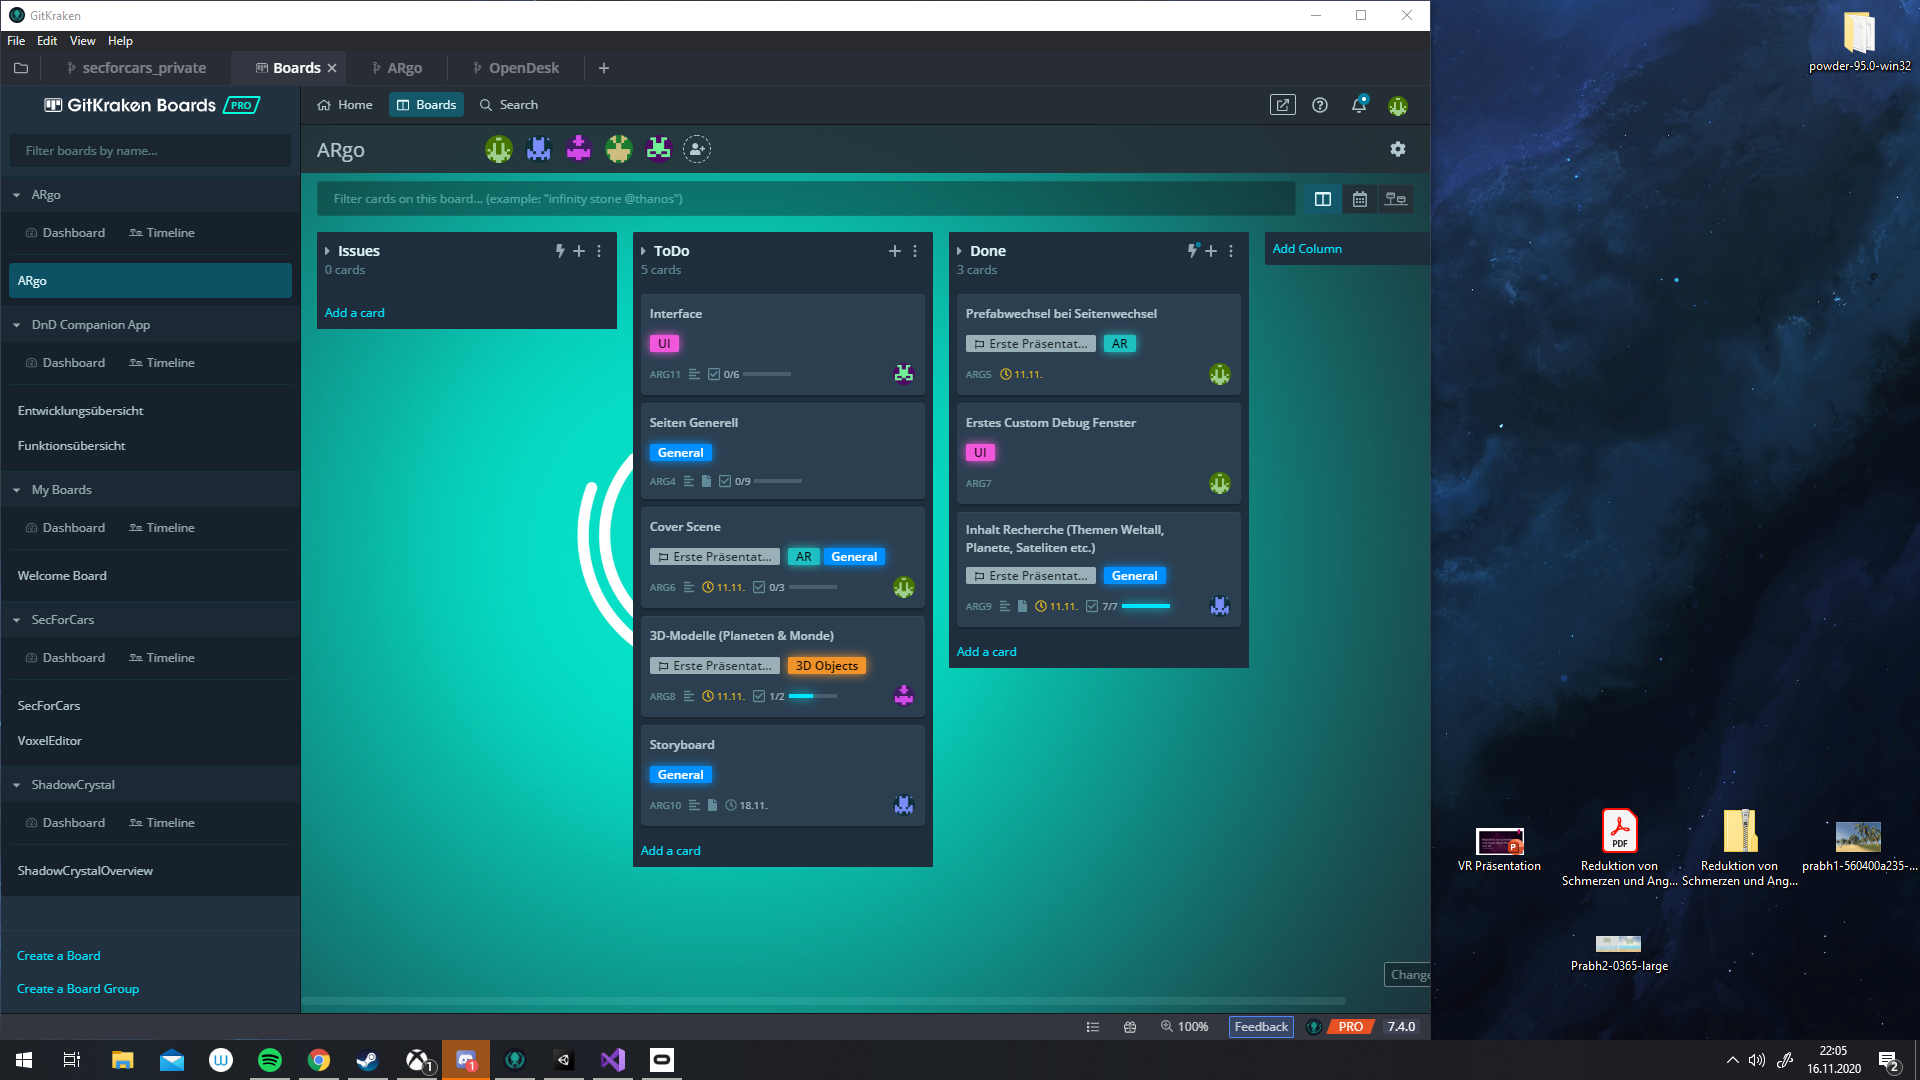 GitKraken
File Edit View Help
secforcars_private
Boards
ARgo
OpenDesk
GitKraken Boards PRO
Filter boards by name...
ARgo
Dashboard Timeline
ARgo
DnD Companion App
Dashboard Timeline
Entwicklungsübersicht
Funktionsübersicht
My Boards
Dashboard Timeline
Welcome Board
SecForCars
Dashboard Timeline
SecForCars
VoxelEditor
ShadowCrystal
Dashboard Timeline
ShadowCrystalOverview
Create a Board
Create a Board Group
Home Boards Search
ARgo
Filter cards on this board... (example: "infinity stone @thanos")
Issues
0 cards
Add a card
ToDo
5 cards
Interface
UI
ARG11 0/6
Seiten Generell
General
ARG4 0/9
Cover Scene
Erste Präsentat... AR General
ARG6 11.11. 0/3
3D-Modelle (Planeten & Monde)
Erste Präsentat... 3D Objects
ARG8 11.11. 1/2
Storyboard
General
ARG10 18.11.
Add a card
Done
3 cards
Prefabwechsel bei Seitenwechsel
Erste Präsentat... AR
ARG5 11.11.
Erstes Custom Debug Fenster
UI
ARG7
Inhalt Recherche (Themen Weltall,
Planete, Sateliten etc.)
Erste Präsentat... General
ARG9 11.11. 7/7
Add a card
Add Column
Change
100% Feedback PRO 7.4.0
powder-95.0-win32
VR Präsentation
PDF
Reduktion von
Schmerzen und Ang...
Reduktion von
Schmerzen und Ang...
prabh1-560400a235-...
Prabh2-0365-large
1
1
22:05
16.11.2020
2